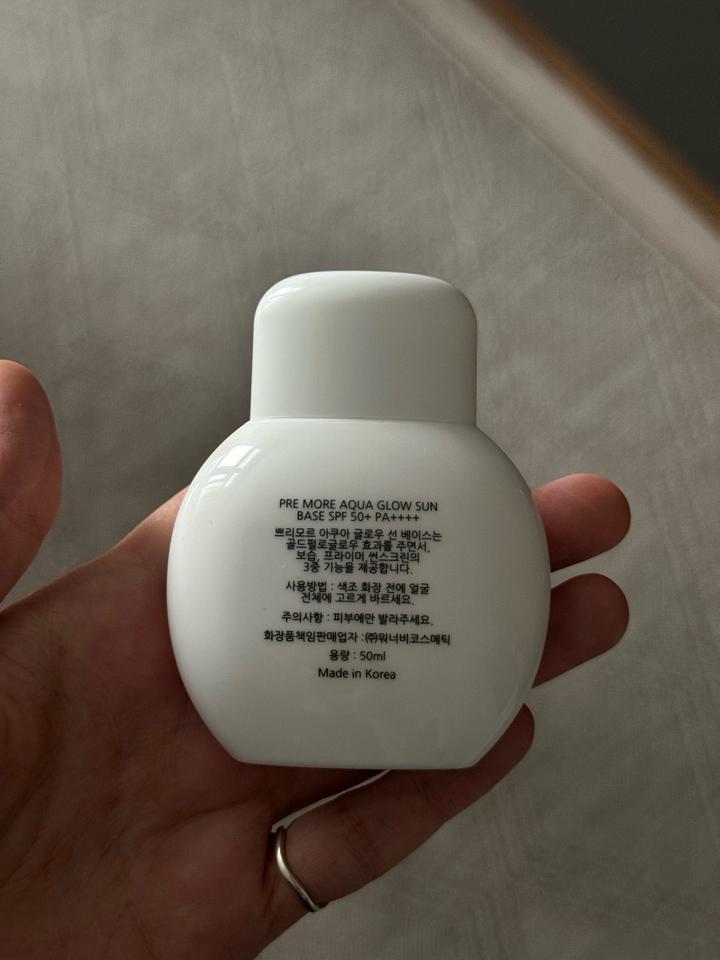 PRE MORE AQUA GLOW SUN
BASE SPF 50+ PA++++
쁘리모르 아쿠아 글로우 선 베이스는
골드펄로글로우 효과를 주면서,
보습, 프라이머,썬스크린의
3중 기능을 제공합니다.
사용방법 : 색조 화장 전에 얼굴
전체에 고르게 바르세요.
주의사항 : 피부에만 발라주세요.
화장품책임판매업자 :㈜워너비코스메틱
용량 : 50ml
Made in Korea